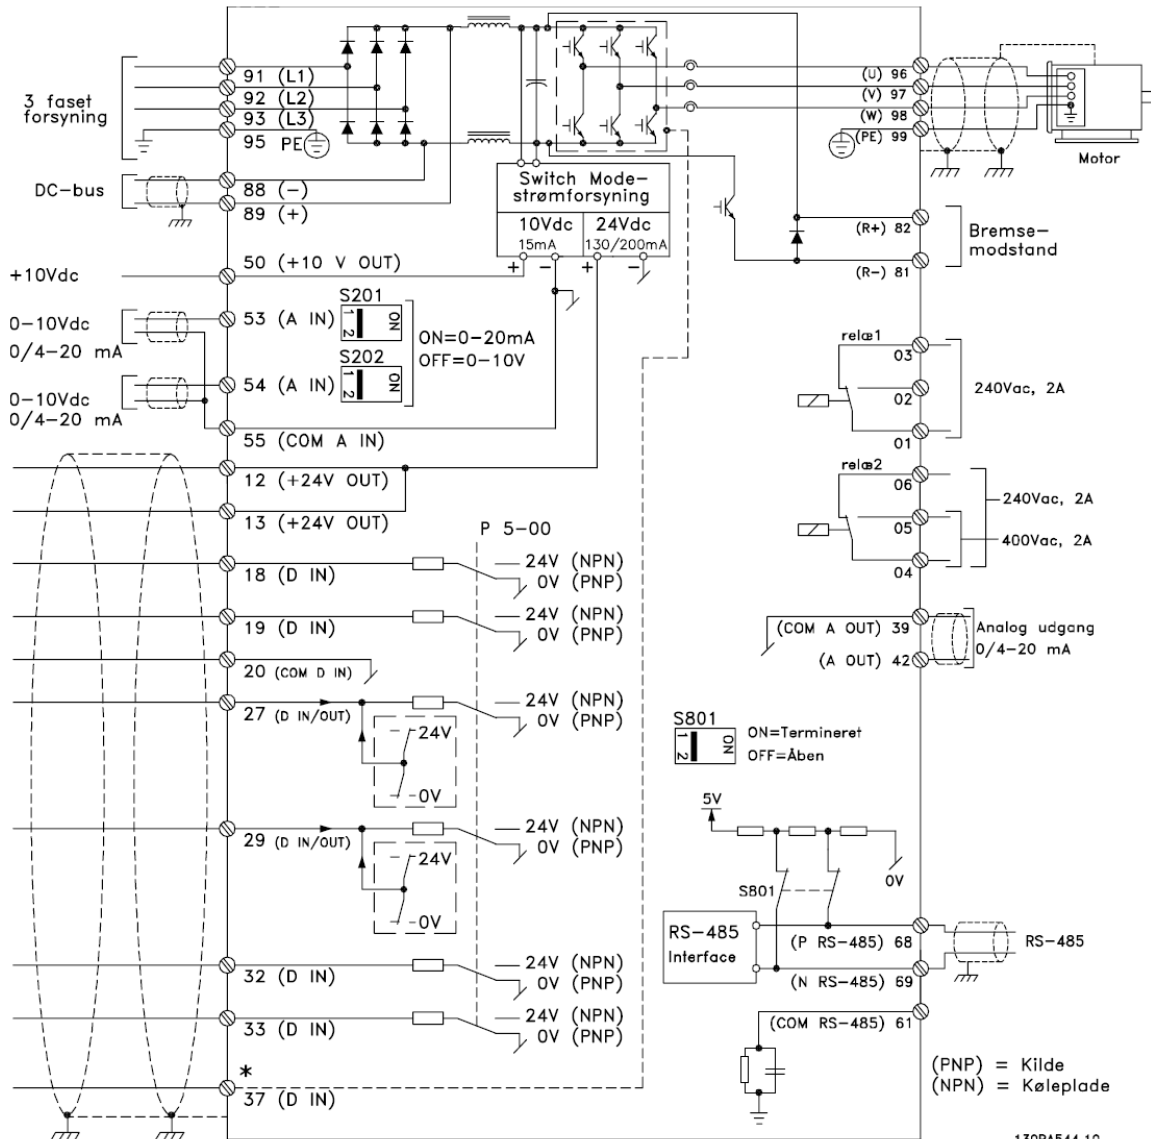 3 faset
forsyning
91 (L1)
92 (L2)
93 (L3)
95 PE
DC-bus
88 (-)
89 (+)
Switch Mode-
strømforsyning
10Vdc
15mA
24Vdc
130/200mA
+ - + -
(U) 96
(V) 97
(W) 98
(PE) 99
Motor
(R+) 82
(R-) 81
Bremse-
modstand
+10Vdc
50 (+10 V OUT)
0-10Vdc
0/4-20 mA
53 (A IN)
S201
1 2 ON
ON=0-20mA
OFF=0-10V
0-10Vdc
0/4-20 mA
54 (A IN)
S202
1 2 ON
55 (COM A IN)
12 (+24V OUT)
13 (+24V OUT)
relæ1
03
02
01
240Vac, 2A
relæ2
06
05
04
240Vac, 2A
400Vac, 2A
P 5-00
18 (D IN)
24V (NPN)
0V (PNP)
19 (D IN)
24V (NPN)
0V (PNP)
20 (COM D IN)
27 (D IN/OUT)
24V (NPN)
0V (PNP)
24V
0V
29 (D IN/OUT)
24V (NPN)
0V (PNP)
24V
0V
32 (D IN)
24V (NPN)
0V (PNP)
33 (D IN)
24V (NPN)
0V (PNP)
*
37 (D IN)
(COM A OUT) 39
(A OUT) 42
Analog udgang
0/4-20 mA
S801
1 2 ON
ON=Termineret
OFF=Åben
5V
0V
S801
RS-485
Interface
(P RS-485) 68
(N RS-485) 69
RS-485
(COM RS-485) 61
(PNP) = Kilde
(NPN) = Køleplade
130BA544.10